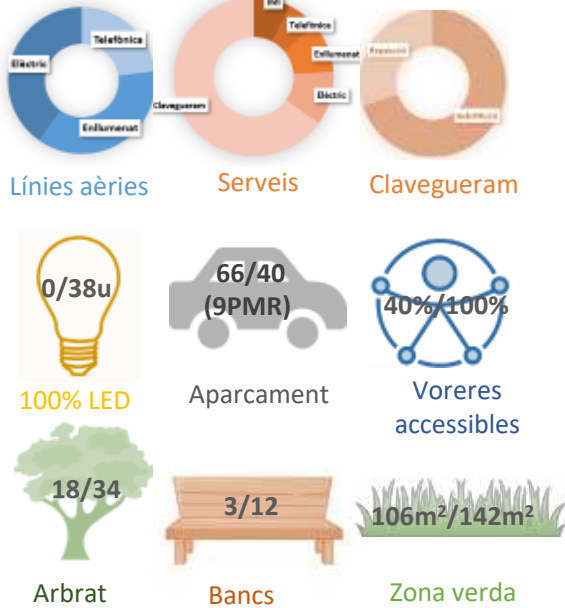 Telefònica
Elèctric
Enllumenat
Línies aèries
Telefònica
Enllumenat
Elèctric
Clavegueram
Serveis
Clavegueram
0/38u
100% LED
66/40
(9PMR)
Aparcament
40%/100%
Voreres
accessibles
18/34
Arbrat
3/12
Bancs
106m²/142m²
Zona verda